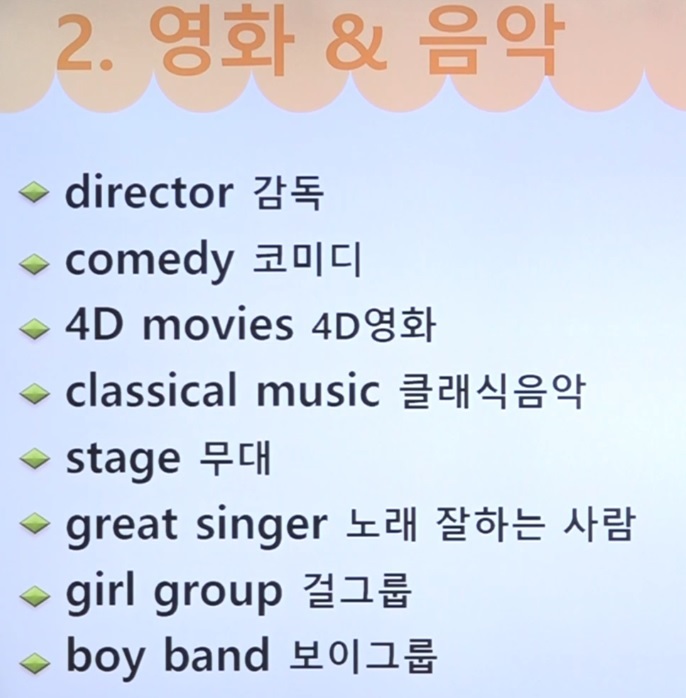 2. 영화 & 음악
director 감독
comedy 코미디
4D movies 4D영화
classical music 클래식음악
stage 무대
great singer 노래 잘하는 사람
girl group 걸그룹
boy band 보이그룹